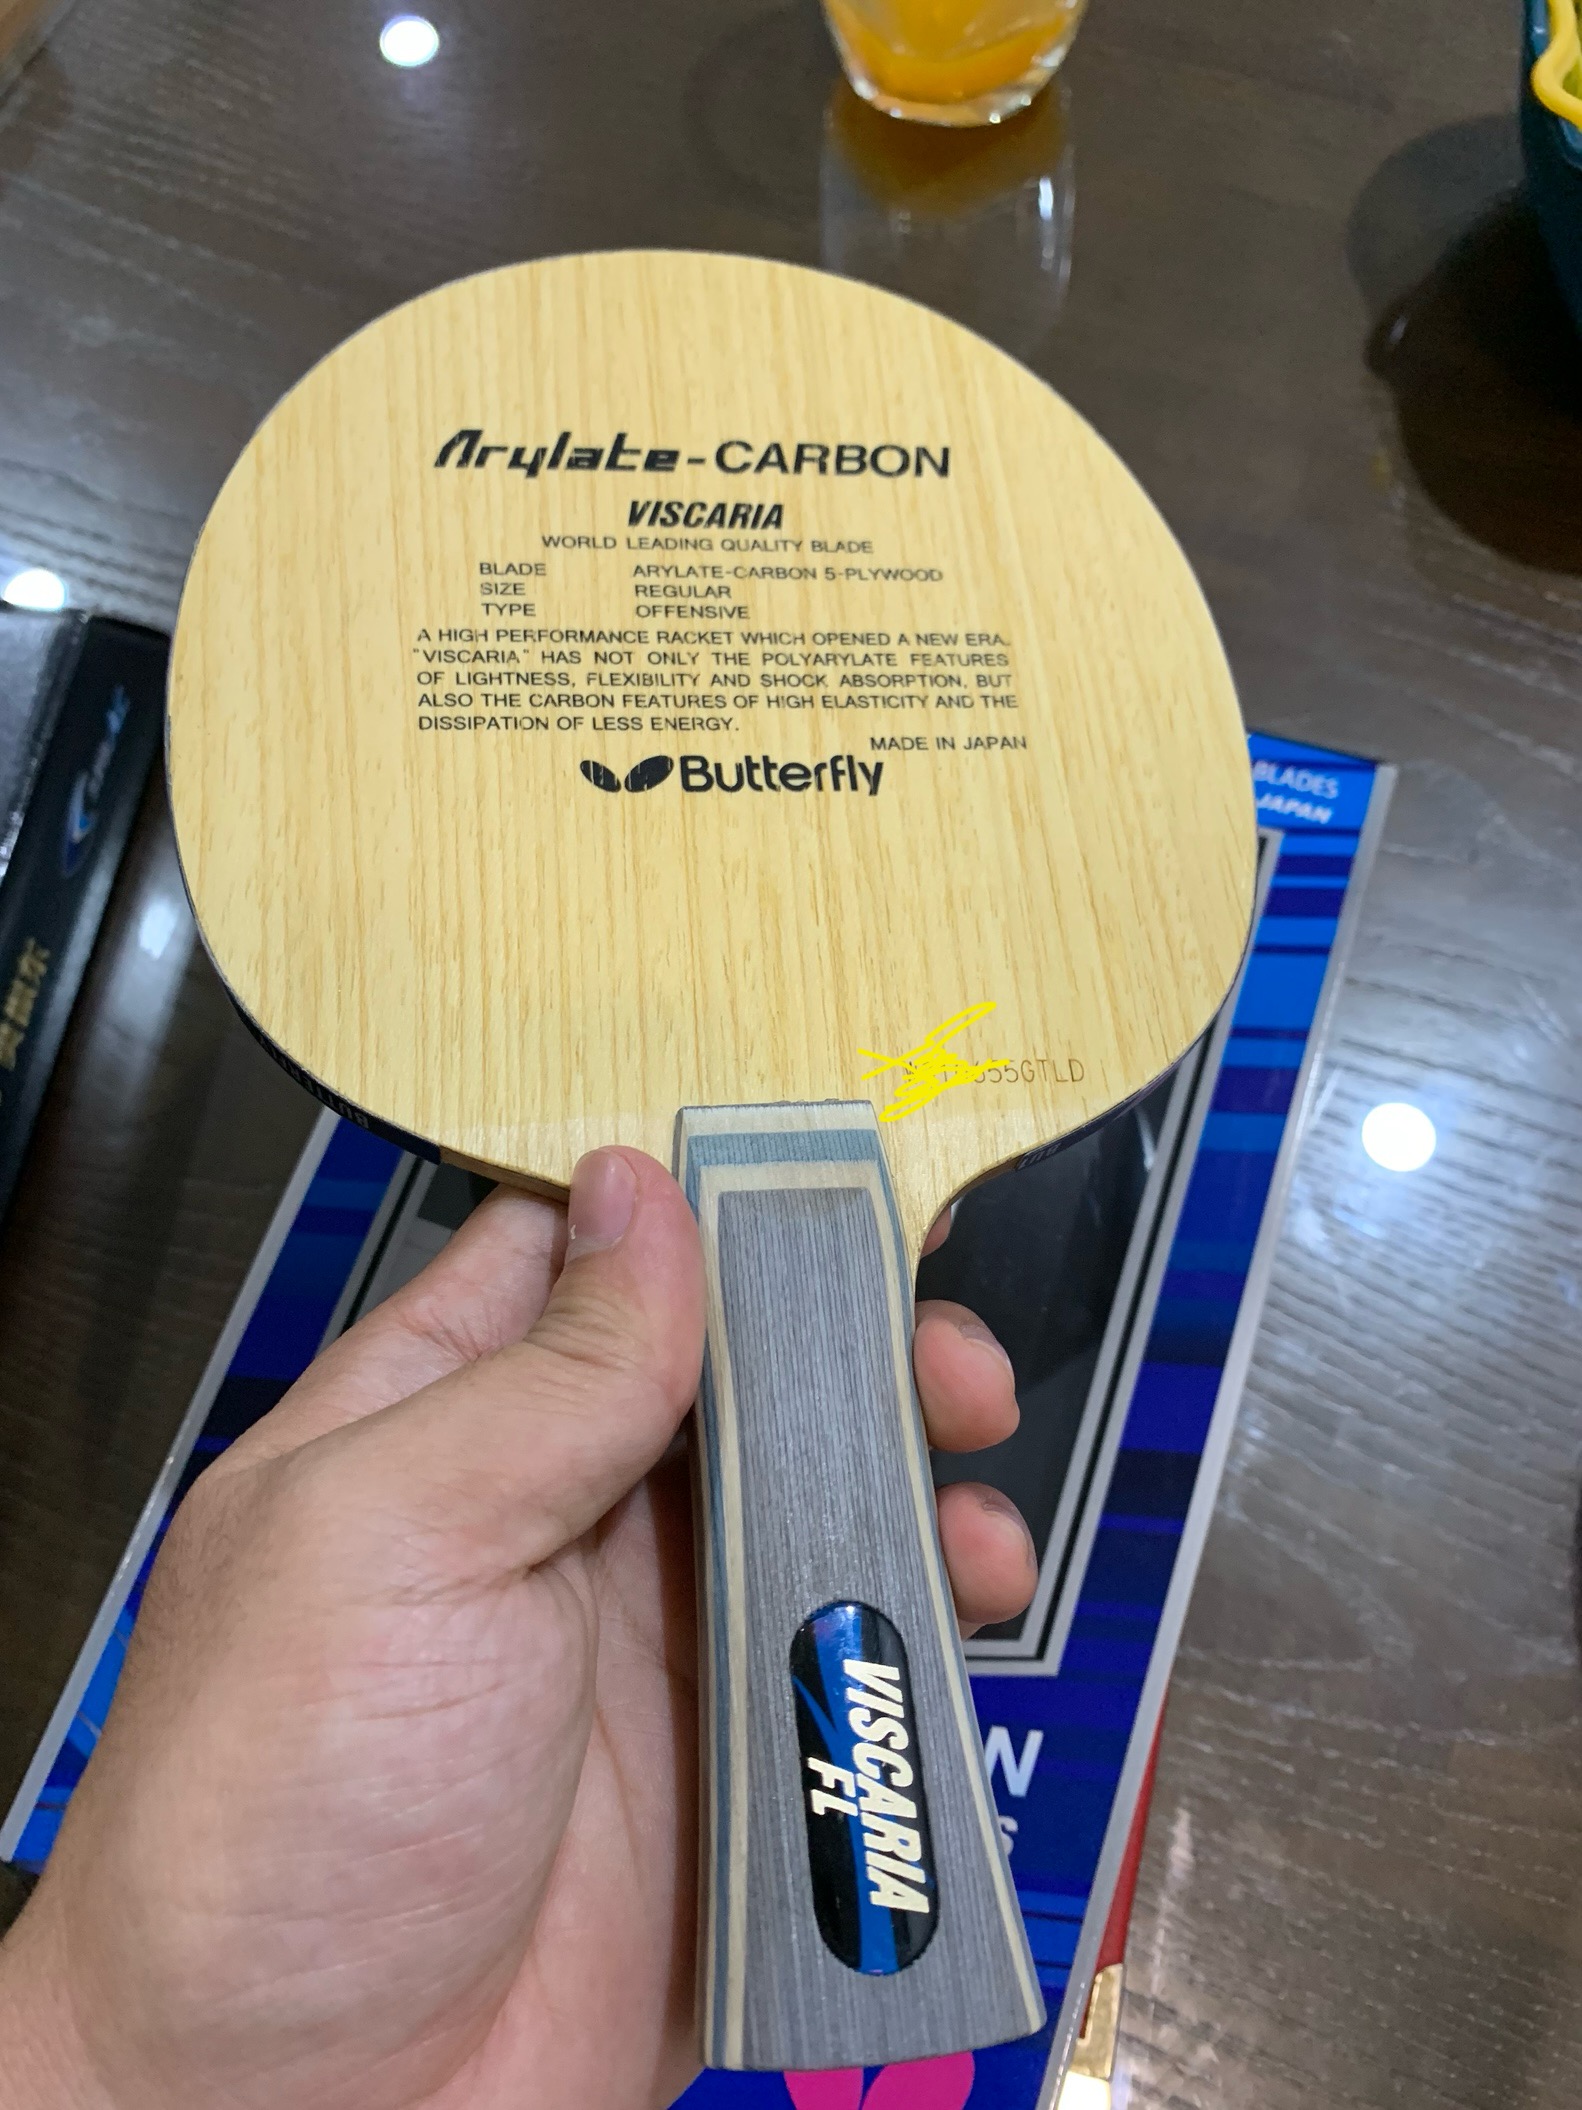 Arylate-CARBON
VISCARIA
WORLD LEADING QUALITY BLADE
BLADE ARYLATE-CARBON 5-PLYWOOD
SIZE REGULAR
TYPE OFFENSIVE
A HIGH PERFORMANCE RACKET WHICH OPENED A NEW ERA.
"VISCARIA" HAS NOT ONLY THE POLYARYLATE FEATURES
OF LIGHTNESS, FLEXIBILITY AND SHOCK ABSORPTION, BUT
ALSO THE CARBON FEATURES OF HIGH ELASTICITY AND THE
DISSIPATION OF LESS ENERGY.
MADE IN JAPAN
Butterfly
BLADES
JAPAN
VISCARIA
FL